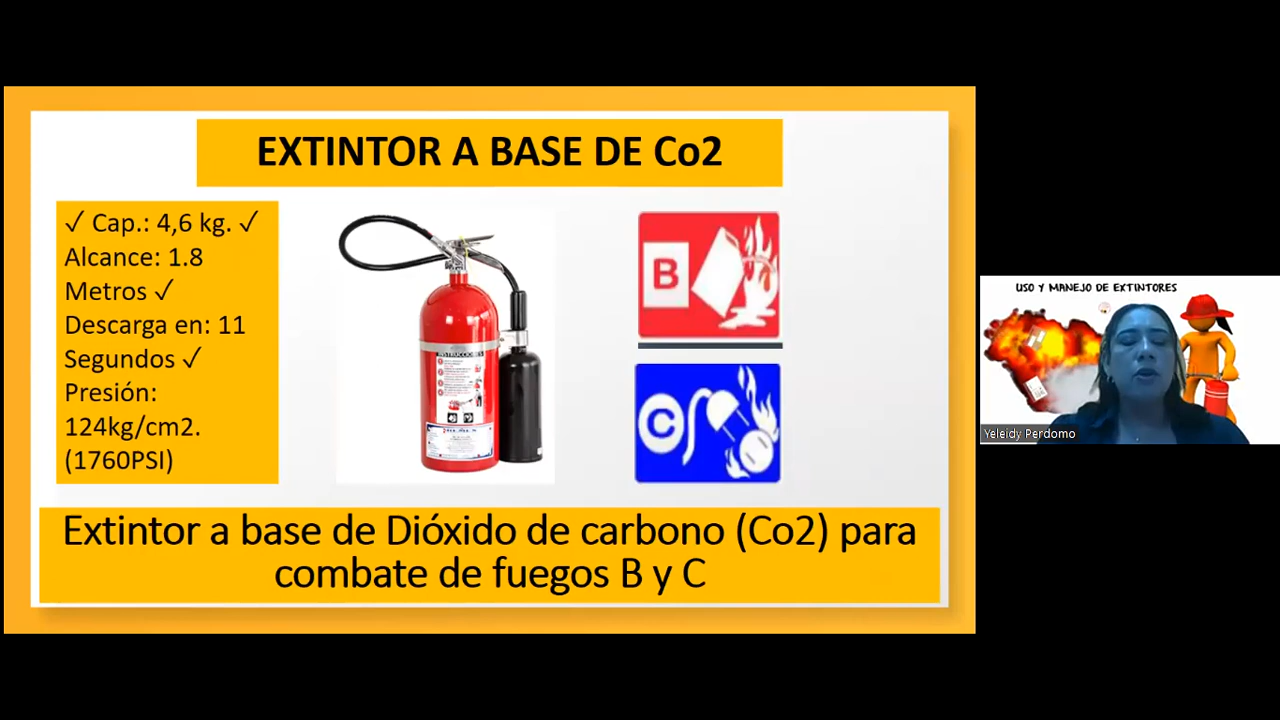 EXTINTOR A BASE DE Co2
✓ Cap.: 4,6 kg. ✓
Alcance: 1.8
Metros ✓
Descarga en: 11
Segundos ✓
Presión:
124kg/cm2.
(1760PSI)
INSTRUCCIONES
B
C
Extintor a base de Dióxido de carbono (Co2) para
combate de fuegos B y C
USO Y MANEJO DE EXTINTORES
Yeleidy Perdomo